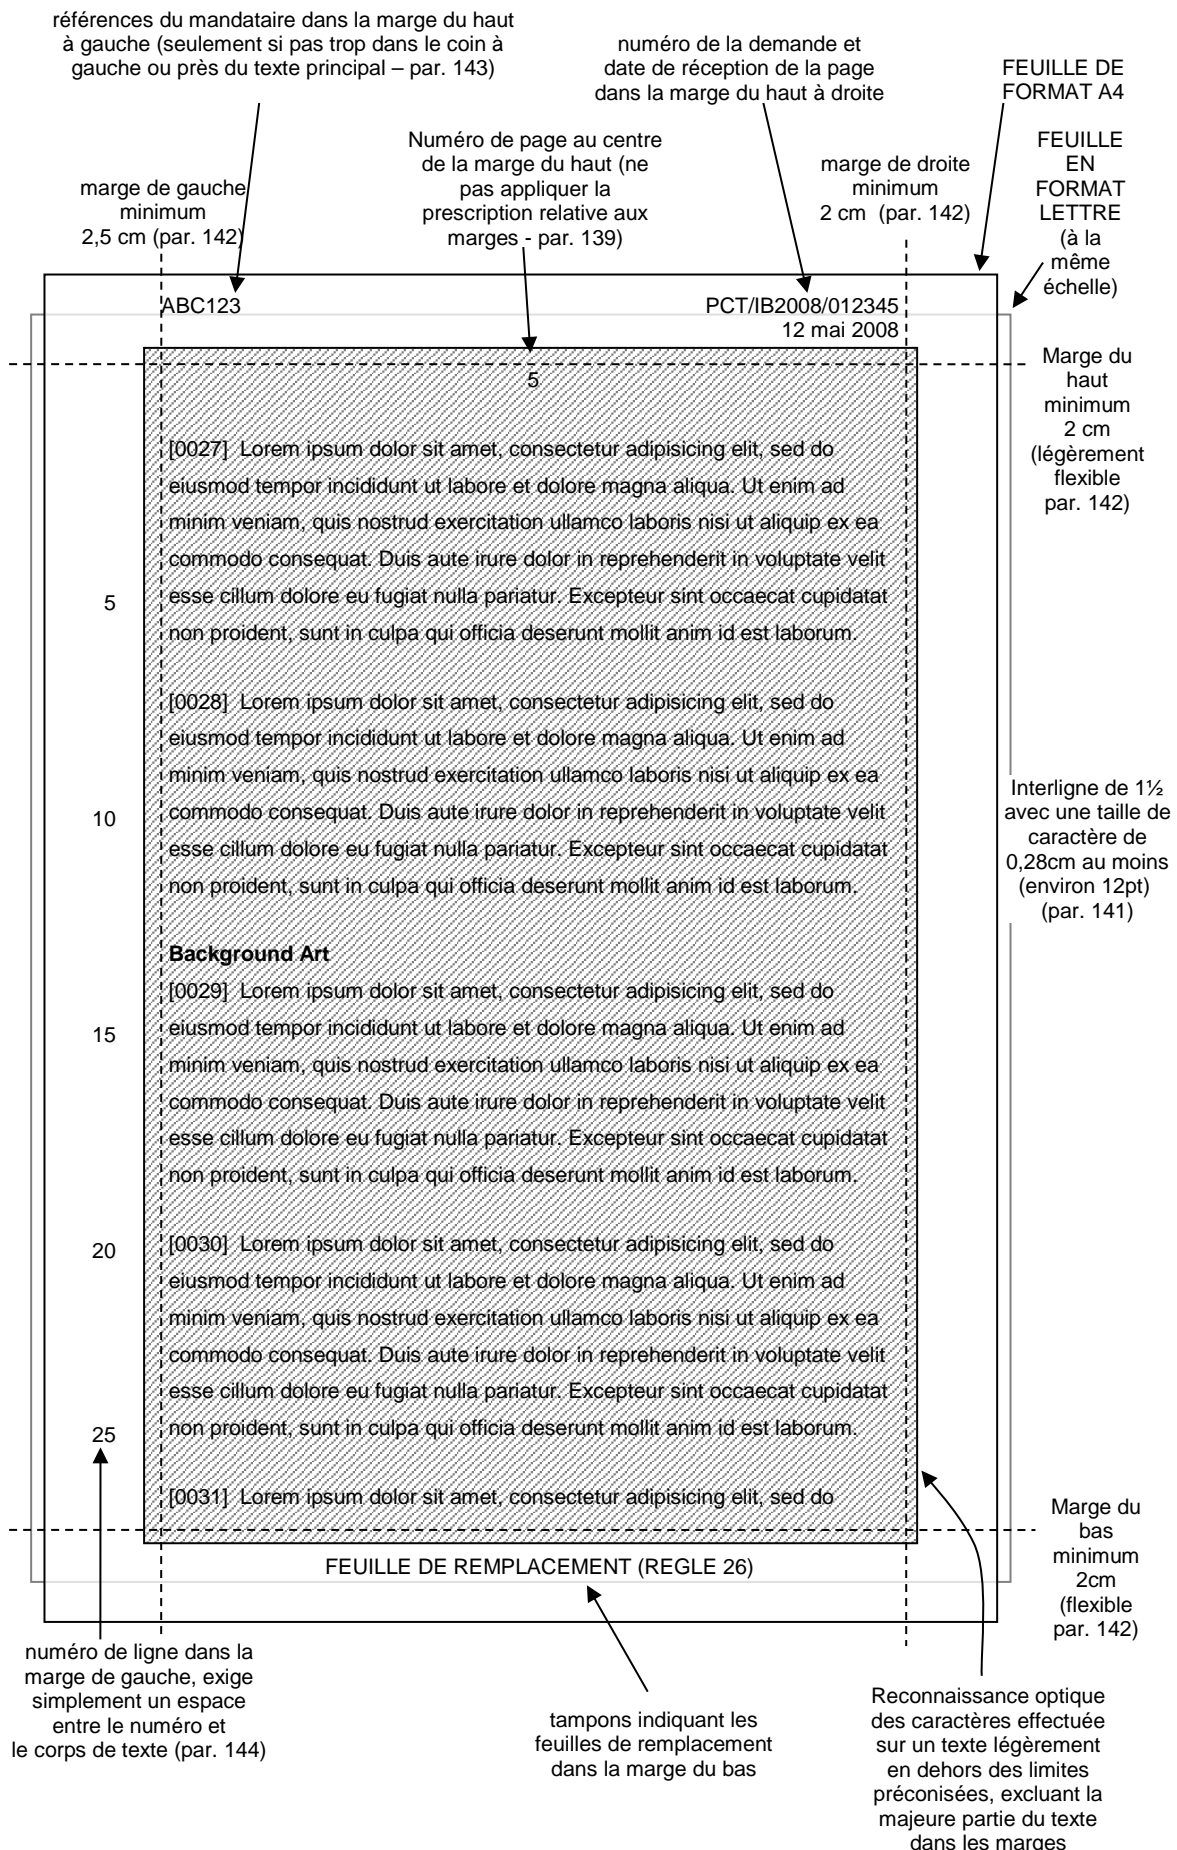 références du mandataire dans la marge du haut
à gauche (seulement si pas trop dans le coin à
gauche ou près du texte principal – par. 143)
numéro de la demande et
date de réception de la page
dans la marge du haut à droite
FEUILLE DE
FORMAT A4
Numéro de page au centre
de la marge du haut (ne
pas appliquer la
prescription relative aux
marges - par. 139)
FEUILLE
EN
FORMAT
LETTRE
(à la
même
échelle)
marge de gauche
minimum
2,5 cm (par. 142)
marge de droite
minimum
2 cm (par. 142)
ABC123
PCT/IB2008/012345
12 mai 2008
Marge du
haut
minimum
2 cm
(légèrement
flexible
par. 142)
5
[0027] Lorem ipsum dolor sit amet, consectetur adipisicing elit, sed do
eiusmod tempor incididunt ut labore et dolore magna aliqua. Ut enim ad
minim veniam, quis nostrud exercitation ullamco laboris nisi ut aliquip ex ea
commodo consequat. Duis aute irure dolor in reprehenderit in voluptate velit
5 esse cillum dolore eu fugiat nulla pariatur. Excepteur sint occaecat cupidatat
non proident, sunt in culpa qui officia deserunt mollit anim id est laborum.
[0028] Lorem ipsum dolor sit amet, consectetur adipisicing elit, sed do
eiusmod tempor incididunt ut labore et dolore magna aliqua. Ut enim ad
minim veniam, quis nostrud exercitation ullamco laboris nisi ut aliquip ex ea
10 commodo consequat. Duis aute irure dolor in reprehenderit in voluptate velit
esse cillum dolore eu fugiat nulla pariatur. Excepteur sint occaecat cupidatat
non proident, sunt in culpa qui officia deserunt mollit anim id est laborum.
Interligne de 1½
avec une taille de
caractère de
0,28cm au moins
(environ 12pt)
(par. 141)
Background Art
[0029] Lorem ipsum dolor sit amet, consectetur adipisicing elit, sed do
15 eiusmod tempor incididunt ut labore et dolore magna aliqua. Ut enim ad
minim veniam, quis nostrud exercitation ullamco laboris nisi ut aliquip ex ea
commodo consequat. Duis aute irure dolor in reprehenderit in voluptate velit
esse cillum dolore eu fugiat nulla pariatur. Excepteur sint occaecat cupidatat
non proident, sunt in culpa qui officia deserunt mollit anim id est laborum.
20 [0030] Lorem ipsum dolor sit amet, consectetur adipisicing elit, sed do
eiusmod tempor incididunt ut labore et dolore magna aliqua. Ut enim ad
minim veniam, quis nostrud exercitation ullamco laboris nisi ut aliquip ex ea
commodo consequat. Duis aute irure dolor in reprehenderit in voluptate velit
esse cillum dolore eu fugiat nulla pariatur. Excepteur sint occaecat cupidatat
25 non proident, sunt in culpa qui officia deserunt mollit anim id est laborum.
[0031] Lorem ipsum dolor sit amet, consectetur adipisicing elit, sed do
FEUILLE DE REMPLACEMENT (REGLE 26)
Marge du
bas
minimum
2cm
(flexible
par. 142)
numéro de ligne dans la
marge de gauche, exige
simplement un espace
entre le numéro et
le corps de texte (par. 144)
tampons indiquant les
feuilles de remplacement
dans la marge du bas
Reconnaissance optique
des caractères effectuée
sur un texte légèrement
en dehors des limites
préconisées, excluant la
majeure partie du texte
dans les marges